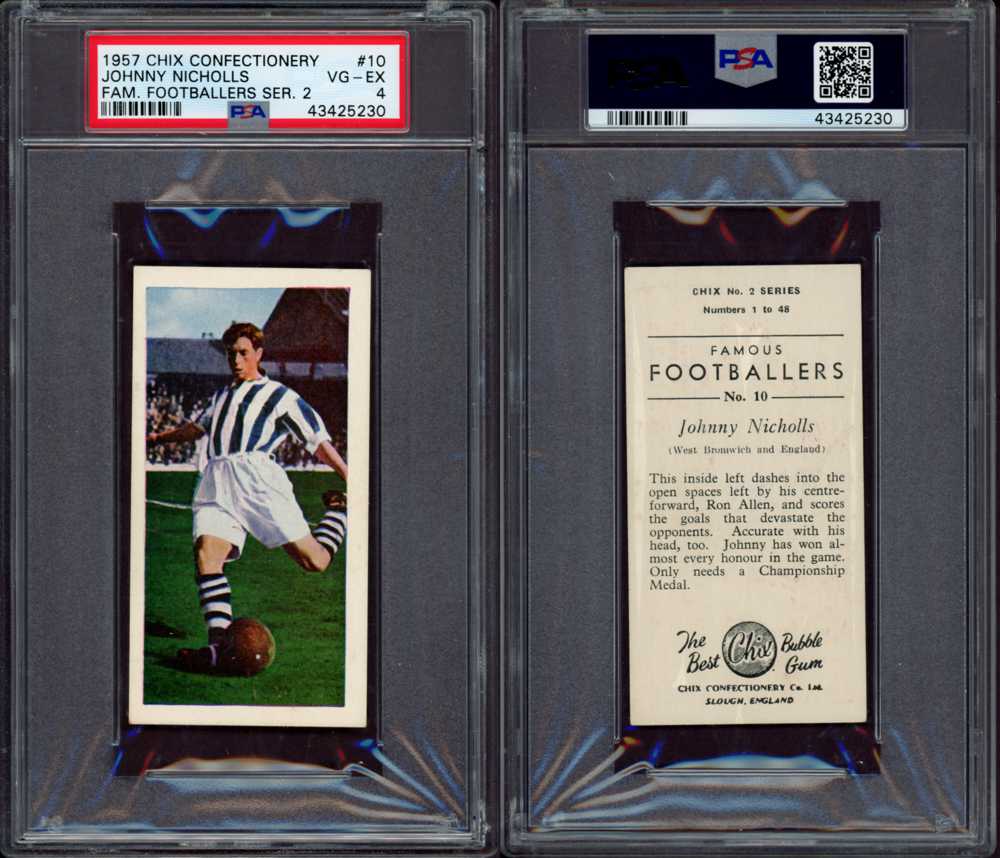 1957 CHIX CONFECTIONERY #10
JOHNNY NICHOLLS VG-EX
FAM. FOOTBALLERS SER. 2 4
PSA 43425230
PSA
PSA
43425230
CHIX No. 2 SERIES
Numbers 1 to 48
FAMOUS
FOOTBALLERS
No. 10
Johnny Nicholls
(West Bromwich and England)
This inside left dashes into the
open spaces left by his centre-
forward, Ron Allen, and scores
the goals that devastate the
opponents. Accurate with his
head, too. Johnny has won al-
most every honour in the game.
Only needs a Championship
Medal.
The Chix Bubble
Best Gum
CHIX CONFECTIONERY Co. Ltd.
SLOUGH, ENGLAND